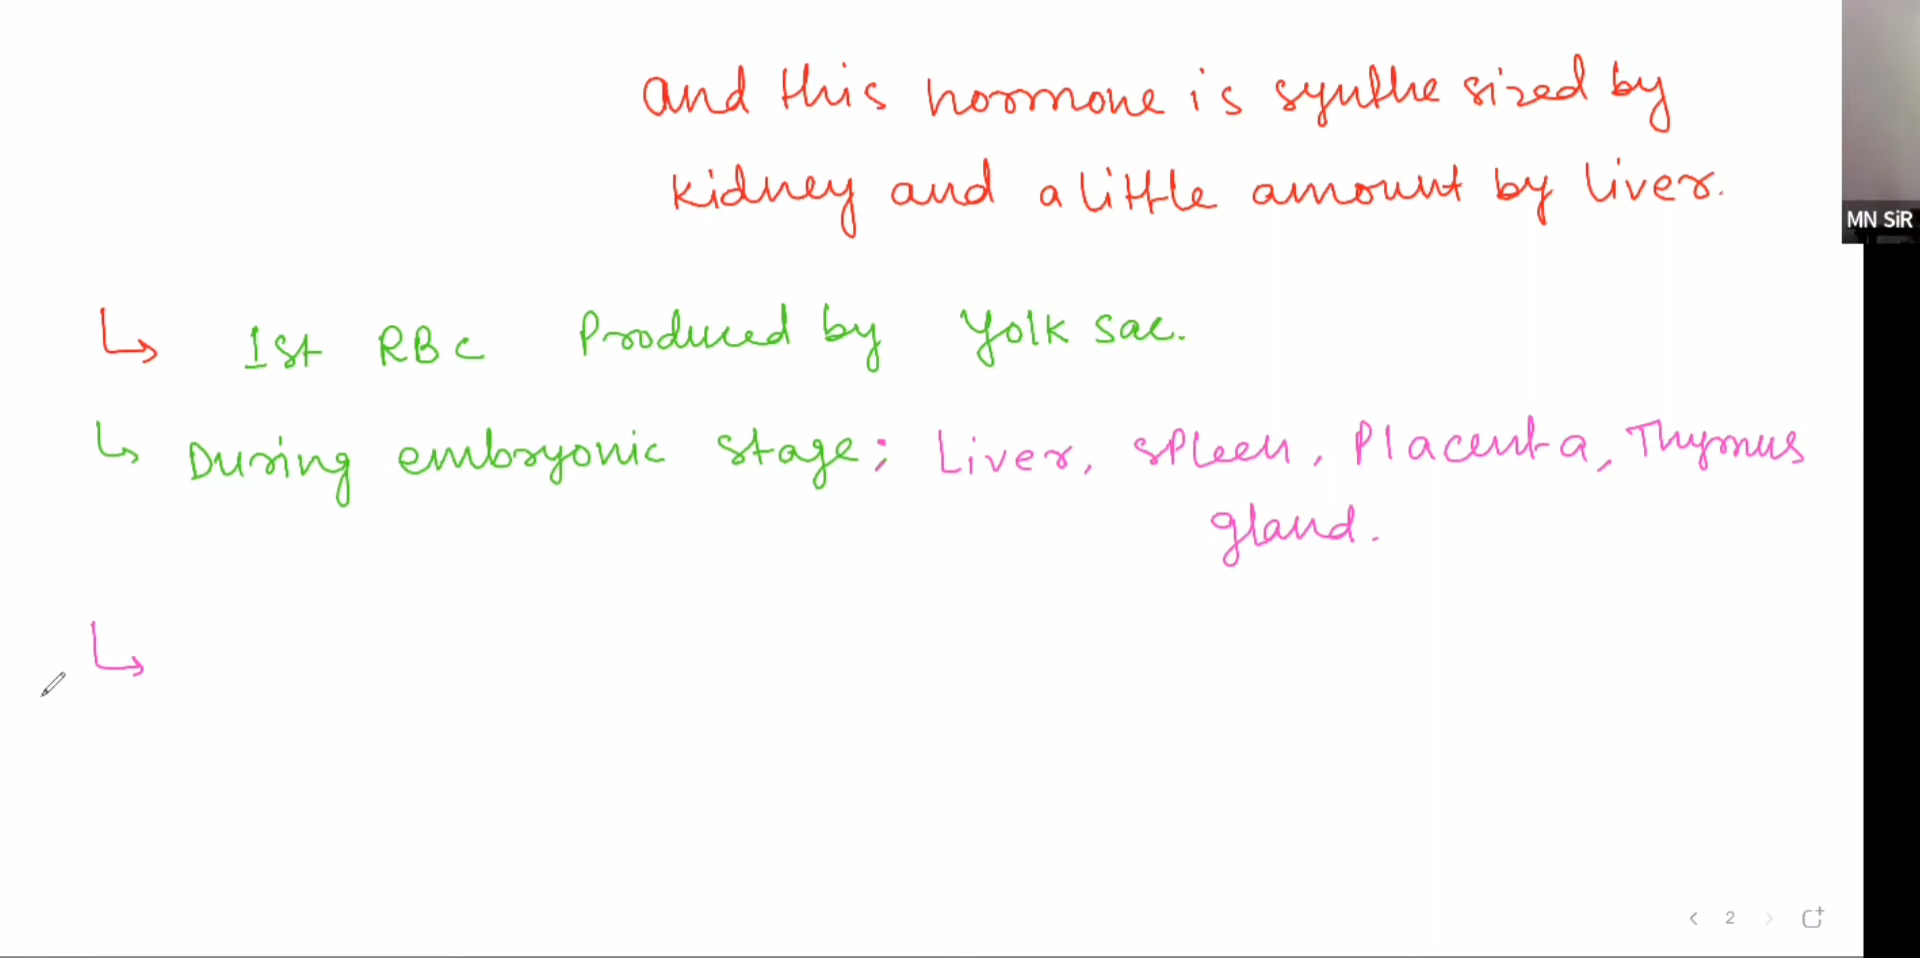 and this hormone is synthesized by
kidney and a little amount by liver.
MN SiR
↳ 1st RBC Produced by Yolk sac.
↳ During embryonic stage; Liver, spleen, Placenta, Thymus
gland.
↳
< 2 >